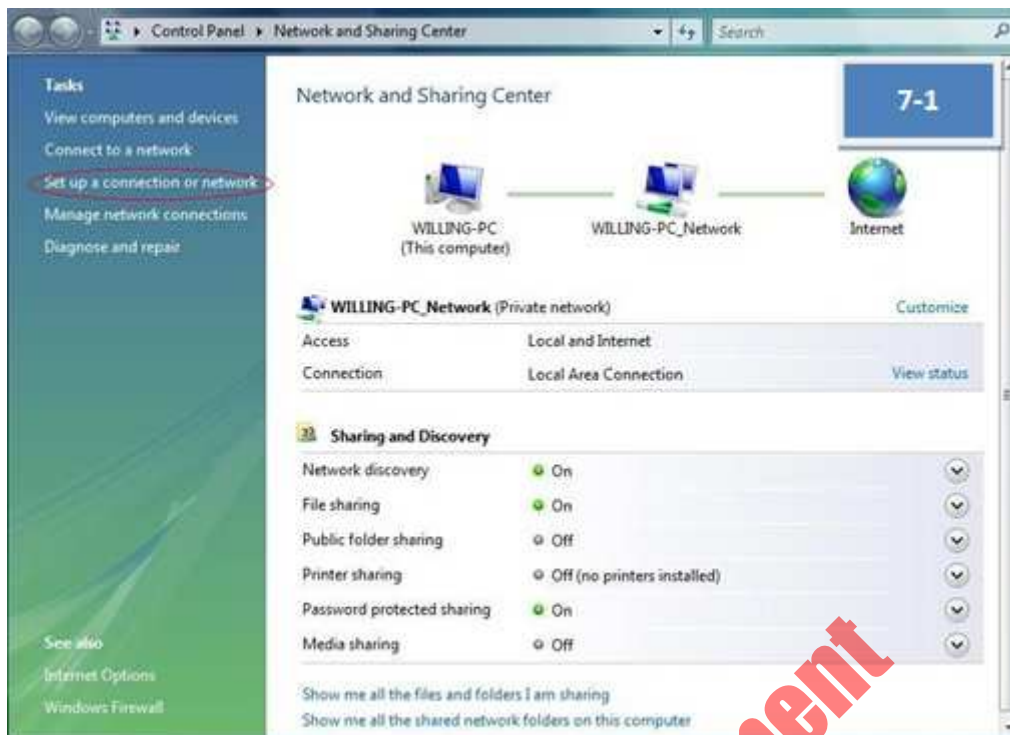 Control Panel ▸ Network and Sharing Center
Search
Tasks
View computers and devices
Connect to a network
Set up a connection or network
Manage network connections
Diagnose and repair
See also
Internet Options
Windows Firewall
Network and Sharing Center
7-1
WILLING-PC
(This computer)
WILLING-PC_Network
Internet
WILLING-PC_Network (Private network) Customize
Access Local and Internet
Connection Local Area Connection View status
Sharing and Discovery
Network discovery On
File sharing On
Public folder sharing Off
Printer sharing Off (no printers installed)
Password protected sharing On
Media sharing Off
Show me all the files and folders I am sharing
Show me all the shared network folders on this computer